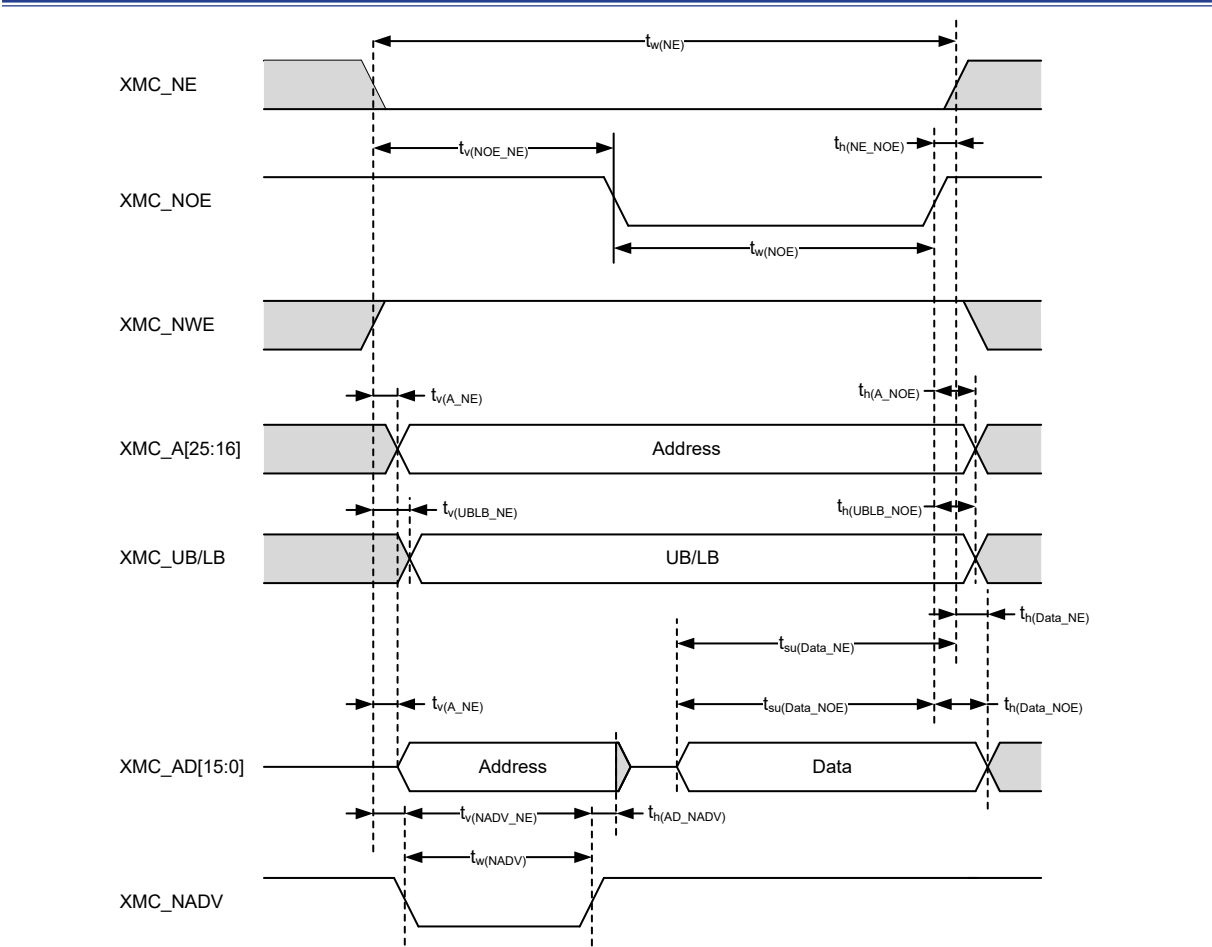 tw(NE)
XMC_NE
tv(NOE_NE)
th(NE_NOE)
XMC_NOE
tw(NOE)
XMC_NWE
tv(A_NE)
th(A_NOE)
XMC_A[25:16]
Address
tv(UBLB_NE)
th(UBLB_NOE)
XMC_UB/LB
UB/LB
th(Data_NE)
tsu(Data_NE)
tv(A_NE)
tsu(Data_NOE)
th(Data_NOE)
XMC_AD[15:0]
Address
Data
tv(NADV_NE)
th(AD_NADV)
tw(NADV)
XMC_NADV